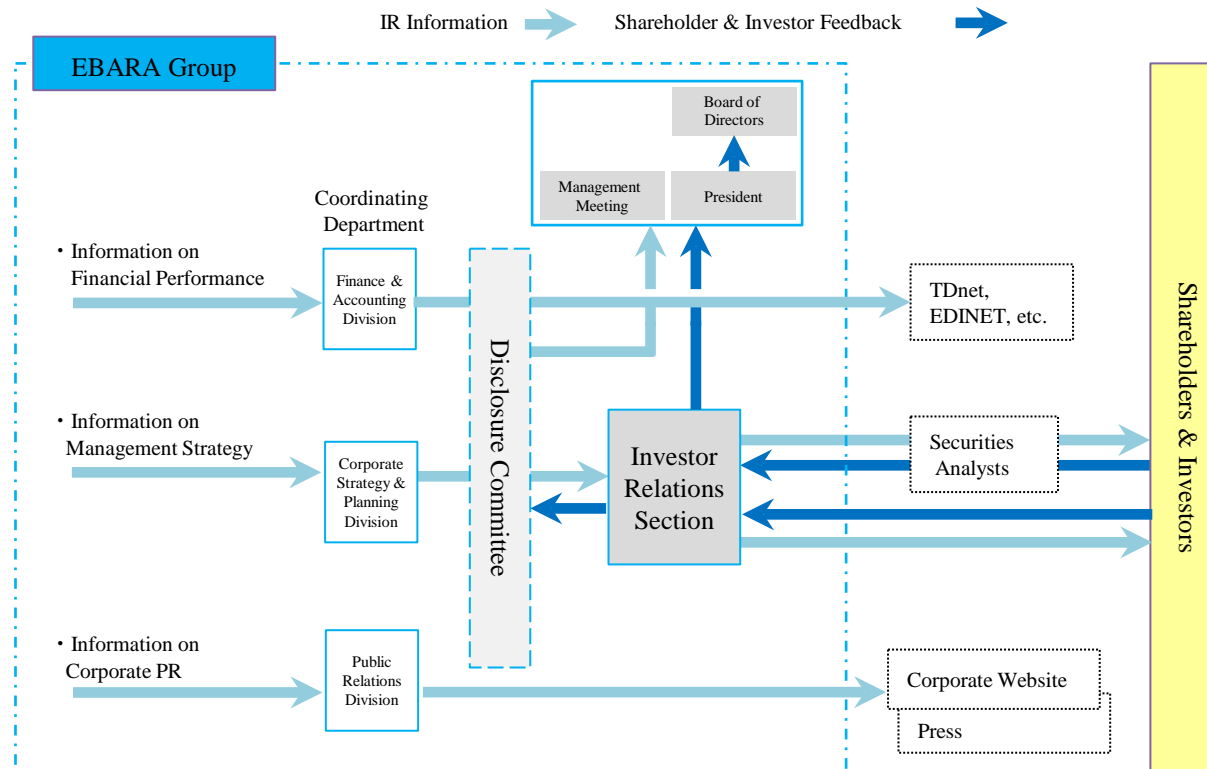 IR Information
Shareholder & Investor Feedback
EBARA Group
Board of
Directors
Management
Meeting
President
Coordinating
Department
・Information on
Financial Performance
Finance &
Accounting
Division
TDnet,
EDINET, etc.
Disclosure Committee
Shareholders & Investors
・Information on
Management Strategy
Corporate
Strategy &
Planning
Division
Investor
Relations
Section
Securities
Analysts
・Information on
Corporate PR
Public
Relations
Division
Corporate Website
Press